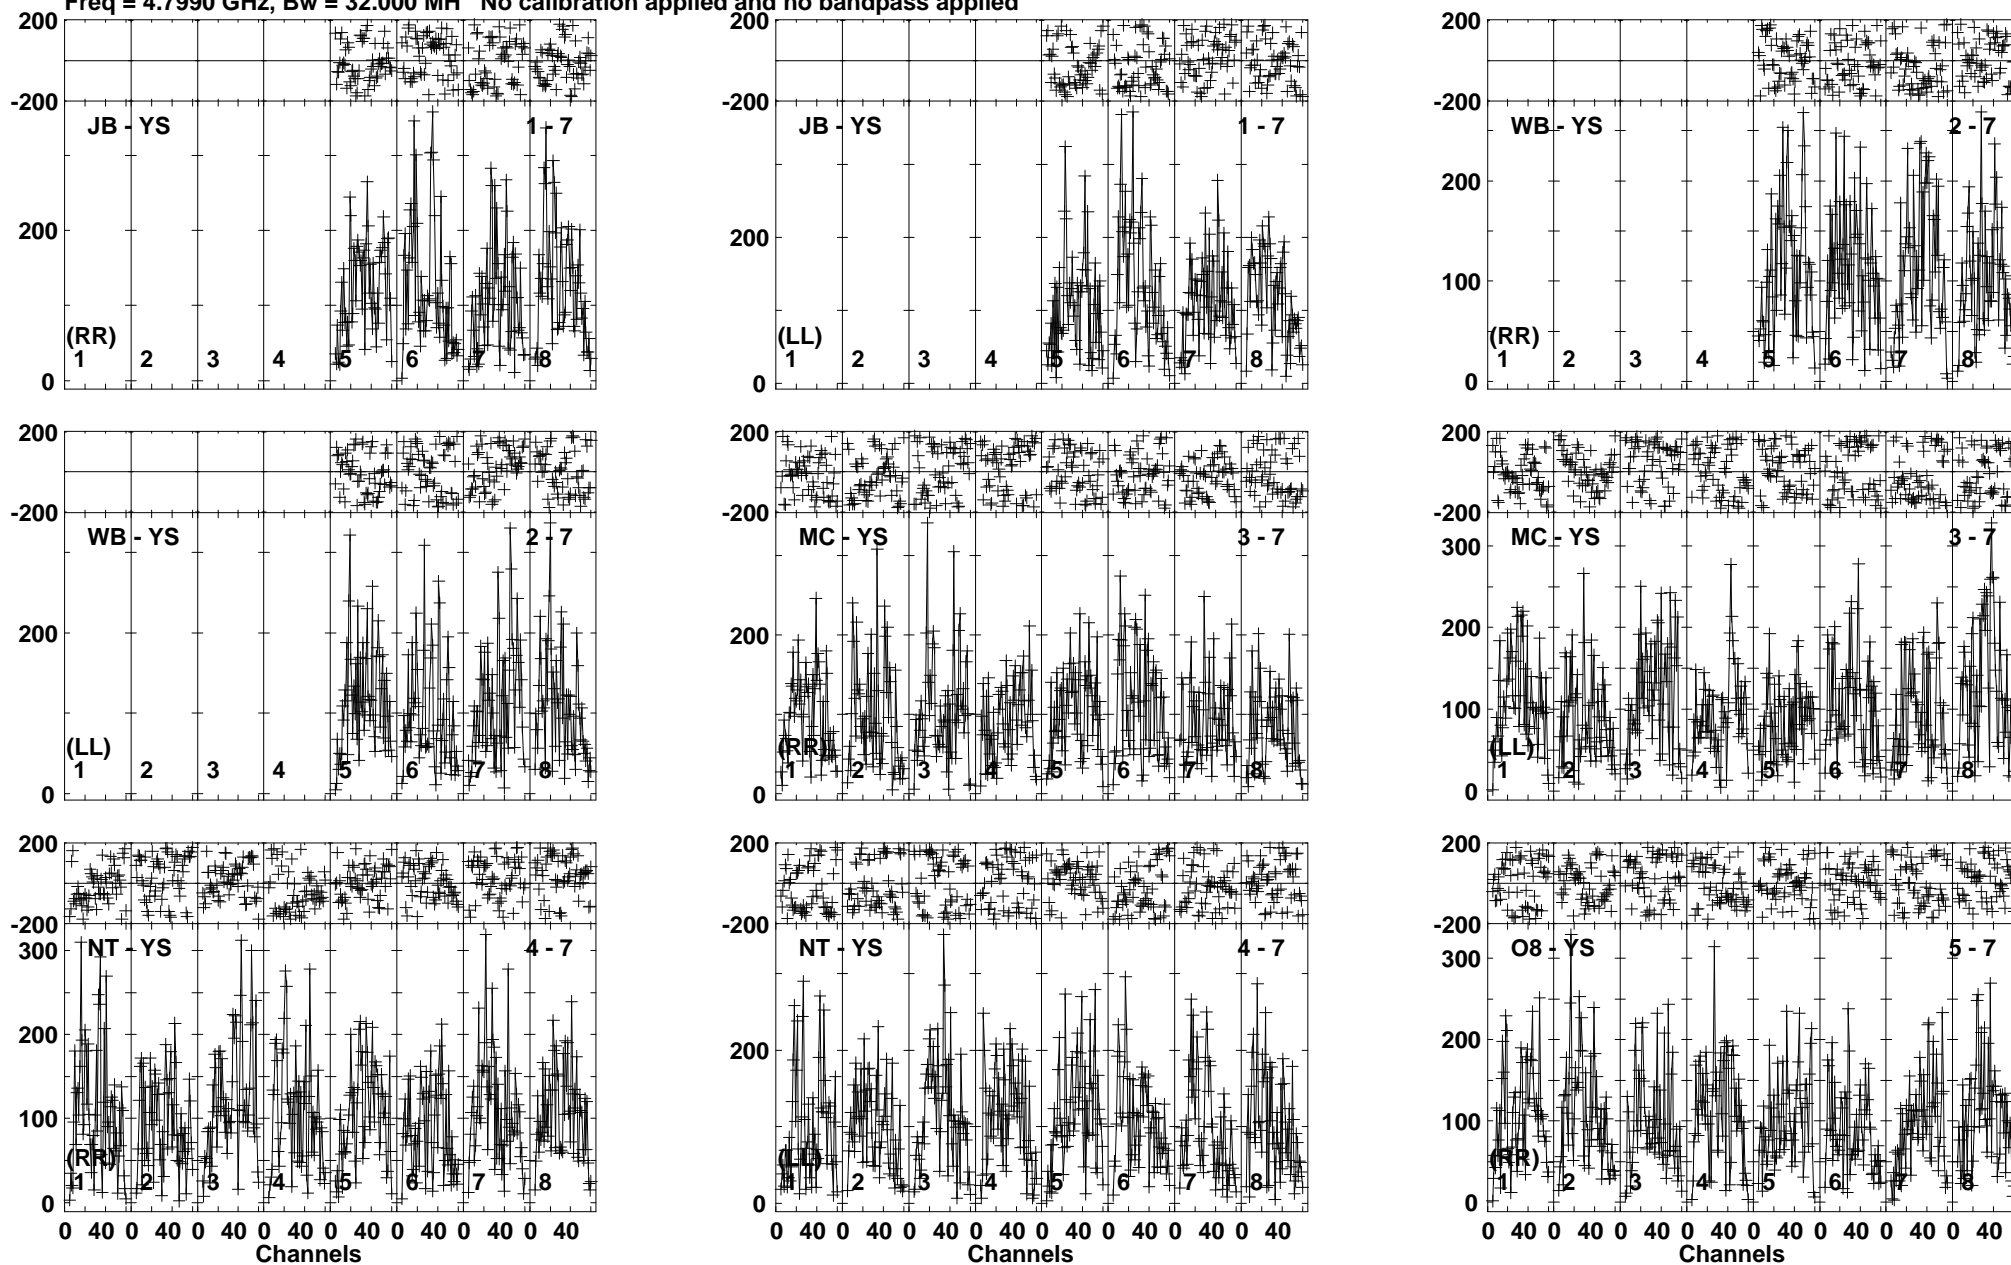 Freq = 4.7990 GHz, Bw = 32.000 MH No calibration applied and no bandpass applied
200 200 200
-200 -200 -200
JB - YS 1 - 7 JB - YS 1 - 7 WB - YS 2 - 7
200 200 200
100
(RR) (LL) (RR)
1 2 3 4 5 6 7 8 1 2 3 4 5 6 7 8 1 2 3 4 5 6 7 8
0 0 0
200 200 200
-200 -200 -200
WB - YS 2 - 7 MC - YS 3 - 7 MC - YS 3 - 7
300
200 200 200
100
(LL) (RR) (LL)
1 2 3 4 5 6 7 8 1 2 3 4 5 6 7 8 1 2 3 4 5 6 7 8
0 0 0
200 200 200
-200 -200 -200
NT - YS 4 - 7 NT - YS 4 - 7 O8 - YS 5 - 7
300 300
200 200 200
100 100
(RR) (LL) (RR)
1 2 3 4 5 6 7 8 1 2 3 4 5 6 7 8 1 2 3 4 5 6 7 8
0 0 0
0 40 0 40 0 40 0 40 0 40 0 40 0 40 0 40 0 40 0 40 0 40 0 40 0 40 0 40 0 40 0 40 0 40 0 40 0 40 0 40 0 40 0 40 0 40 0 40
Channels Channels Channels